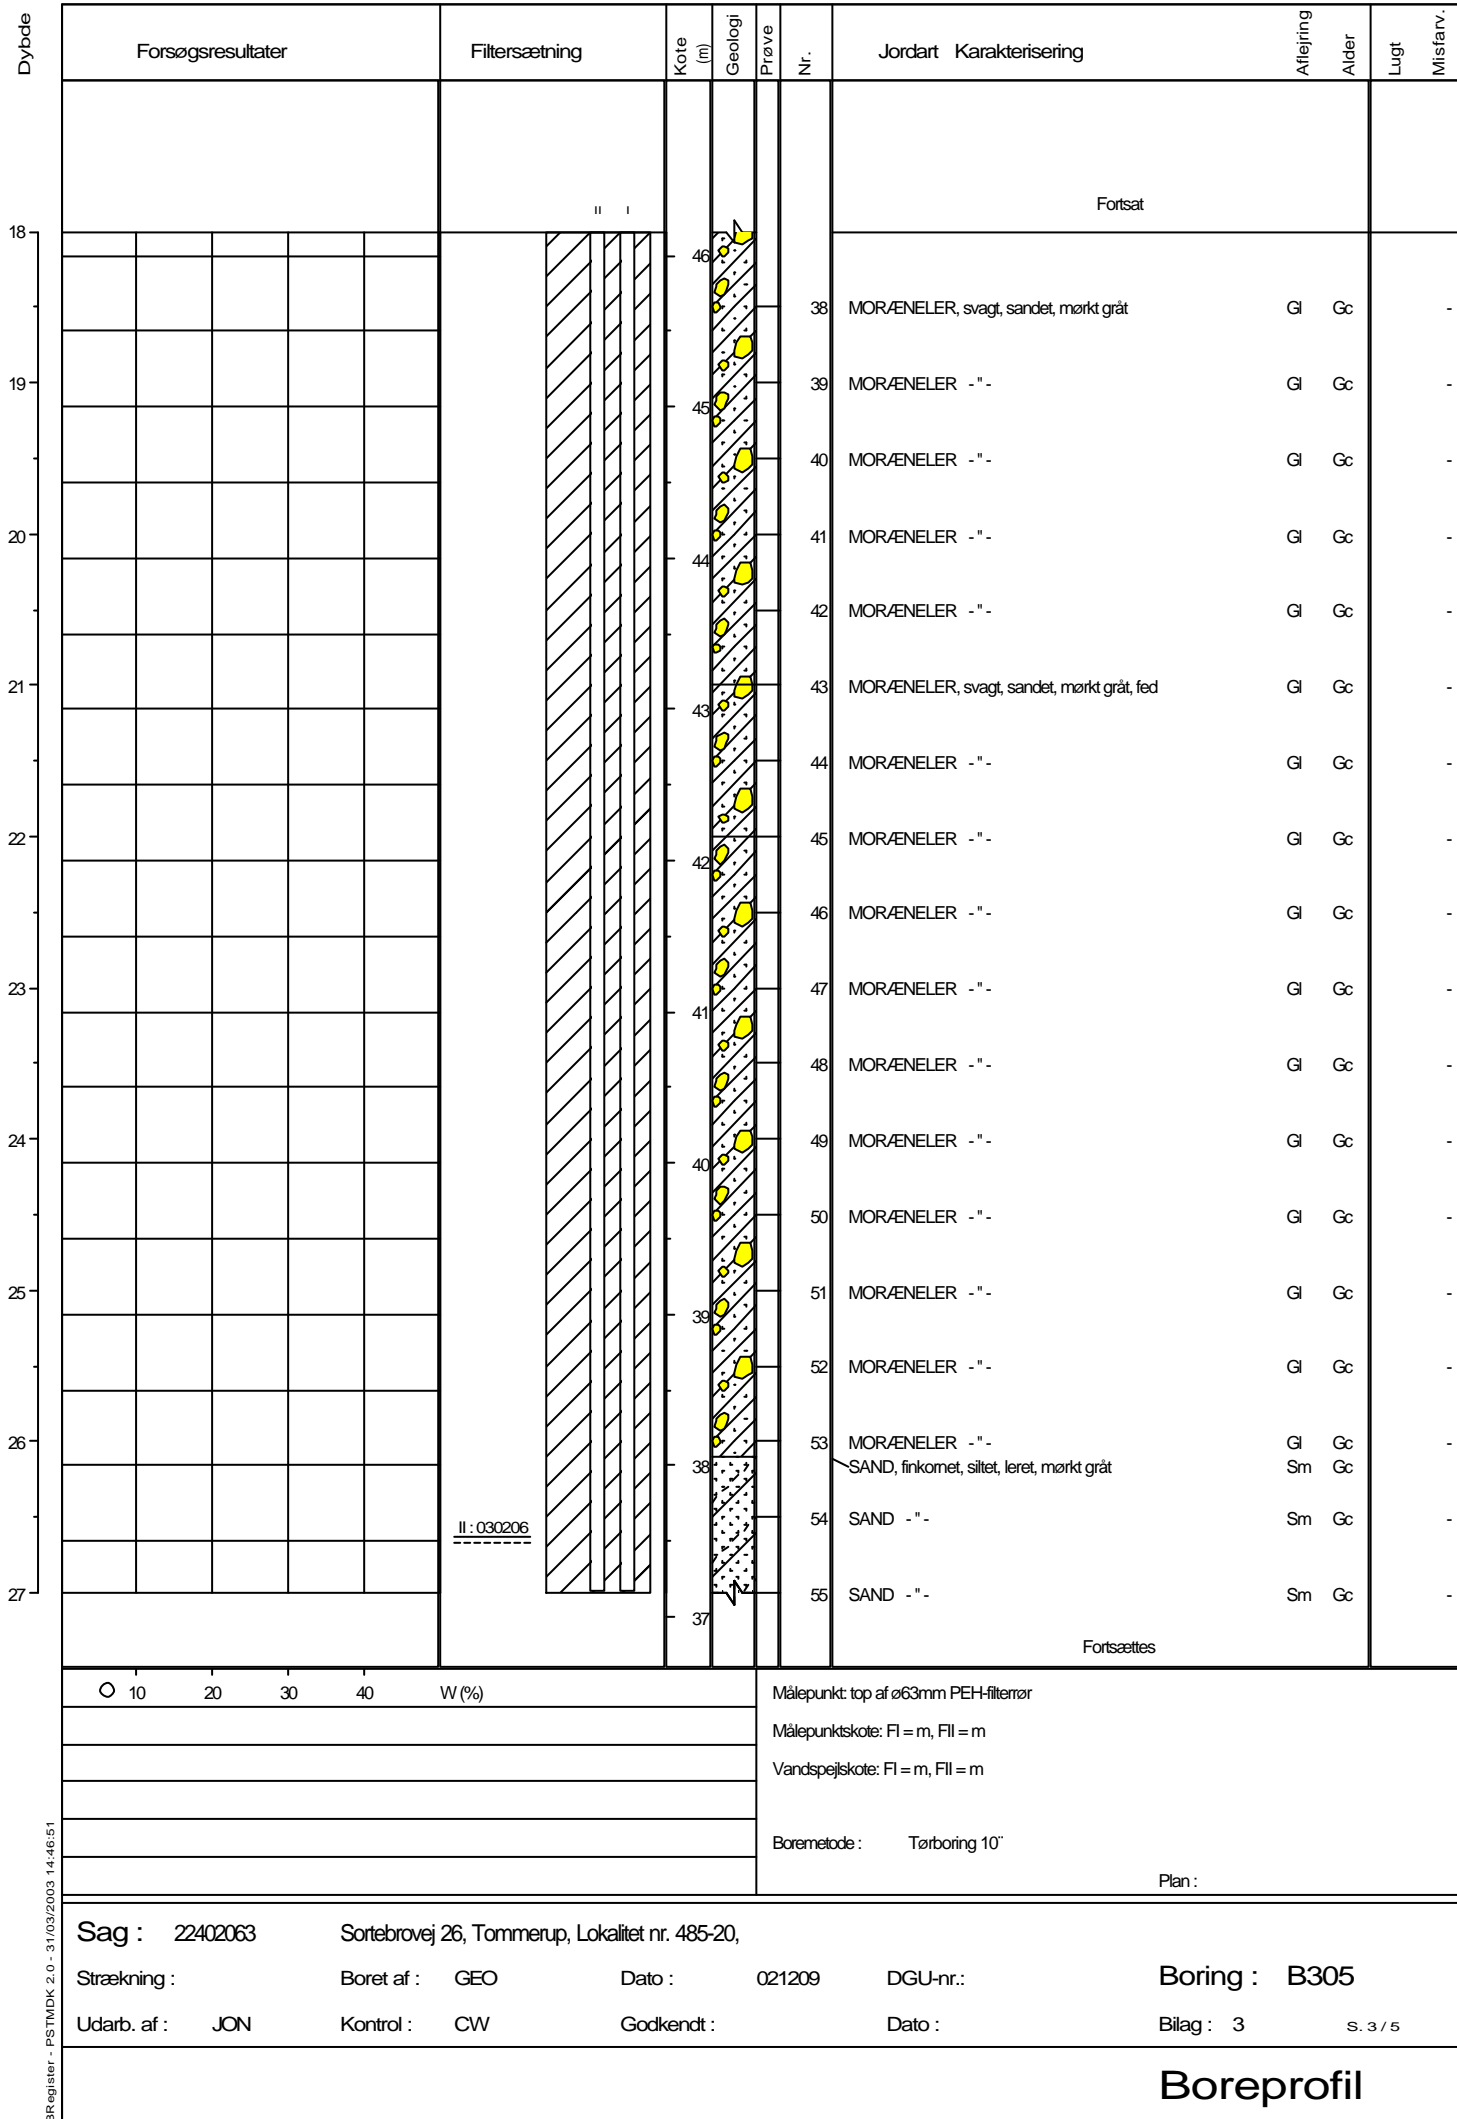 Dybde
Forsøgsresultater
Filtersætning
Kote (m)
Geologi
Prøve
Nr.
Jordart Karakterisering
Aflejring
Alder
Lugt
Misfarv.
Fortsat
II I
18
46
38 MORÆNELER, svagt, sandet, mørkt gråt Gl Gc -
19 39 MORÆNELER - " - Gl Gc -
45
40 MORÆNELER - " - Gl Gc -
20 41 MORÆNELER - " - Gl Gc -
44
42 MORÆNELER - " - Gl Gc -
21 43 MORÆNELER, svagt, sandet, mørkt gråt, fed Gl Gc -
43
44 MORÆNELER - " - Gl Gc -
22 45 MORÆNELER - " - Gl Gc -
42
46 MORÆNELER - " - Gl Gc -
23 47 MORÆNELER - " - Gl Gc -
41
48 MORÆNELER - " - Gl Gc -
24 49 MORÆNELER - " - Gl Gc -
40
50 MORÆNELER - " - Gl Gc -
25 51 MORÆNELER - " - Gl Gc -
39
52 MORÆNELER - " - Gl Gc -
26 53 MORÆNELER - " - Gl Gc -
38 SAND, finkornet, siltet, leret, mørkt gråt Sm Gc
II : 030206 54 SAND - " - Sm Gc -
27 55 SAND - " - Sm Gc -
37
Fortsættes
10 20 30 40 W (%)
Målepunkt: top af ø63mm PEH-filterrør
Målepunktskote: FI = m, FII = m
Vandspejlskote: FI = m, FII = m
Boremetode : Tørboring 10¨
Plan :
Sag : 22402063 Sortebrovej 26, Tommerup, Lokalitet nr. 485-20,
Strækning : Boret af : GEO Dato : 021209 DGU-nr.: Boring : B305
Udarb. af : JON Kontrol : CW Godkendt : Dato : Bilag : 3 S. 3 / 5
Boreprofil
BRegister - PSTMDK 2.0 - 31/03/2003 14:46:51